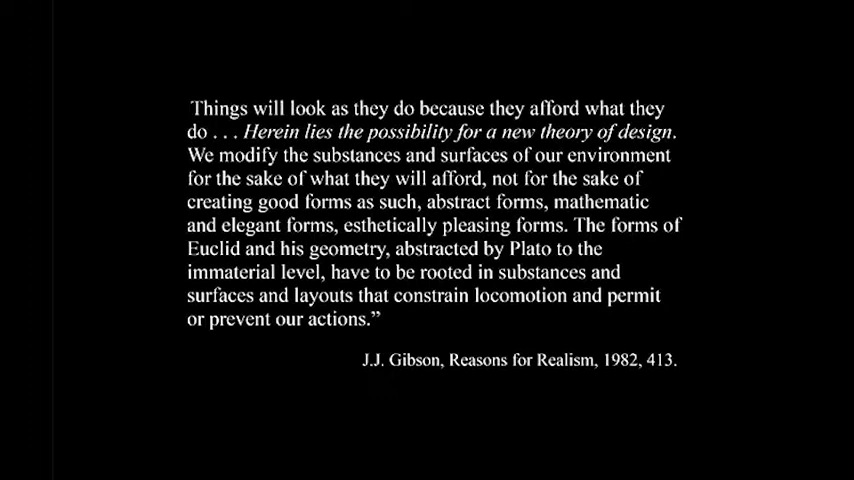 Things will look as they do because they afford what they
do . . . Herein lies the possibility for a new theory of design.
We modify the substances and surfaces of our environment
for the sake of what they will afford, not for the sake of
creating good forms as such, abstract forms, mathematic
and elegant forms, esthetically pleasing forms. The forms of
Euclid and his geometry, abstracted by Plato to the
immaterial level, have to be rooted in substances and
surfaces and layouts that constrain locomotion and permit
or prevent our actions.”
J.J. Gibson, Reasons for Realism, 1982, 413.